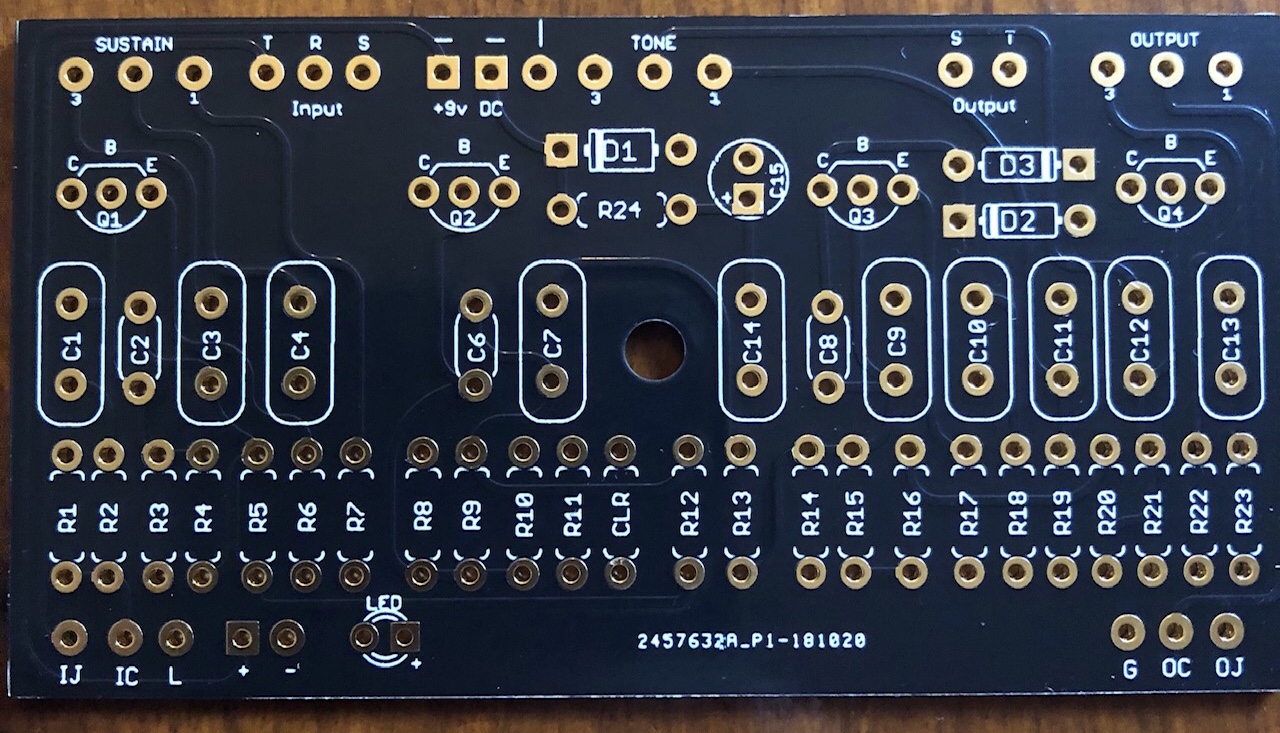 SUSTAIN T R S — — | TONE S T OUTPUT
3 1 Input +9v DC 3 1 Output 3 1
C B E C B E D1 C15 C B E D3 C B E
Q1 Q2 R24 + Q3 D2 Q4
C1 C2 C3 C4 C6 C7 C14 C8 C9 C10 C11 C12 C13
R1 R2 R3 R4 R5 R6 R7 R8 R9 R10 R11 CLR R12 R13 R14 R15 R16 R17 R18 R19 R20 R21 R22 R23
LED +
2457632A_P1-181020
IJ IC L + - G OC OJ